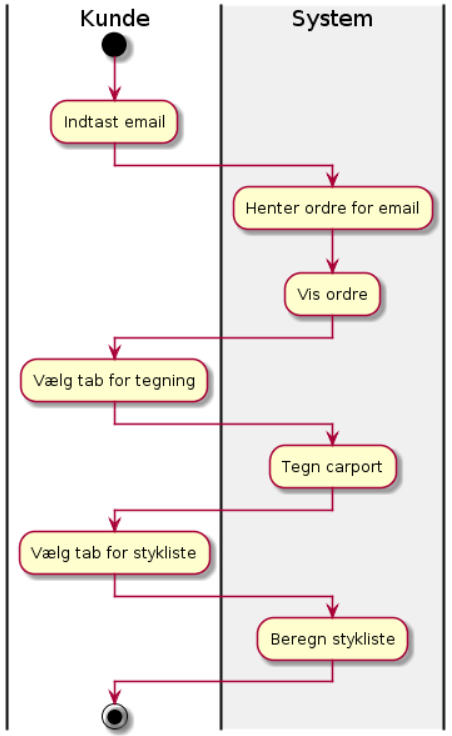 Kunde
System
Indtast email
Henter ordre for email
Vis ordre
Vælg tab for tegning
Tegn carport
Vælg tab for stykliste
Beregn stykliste